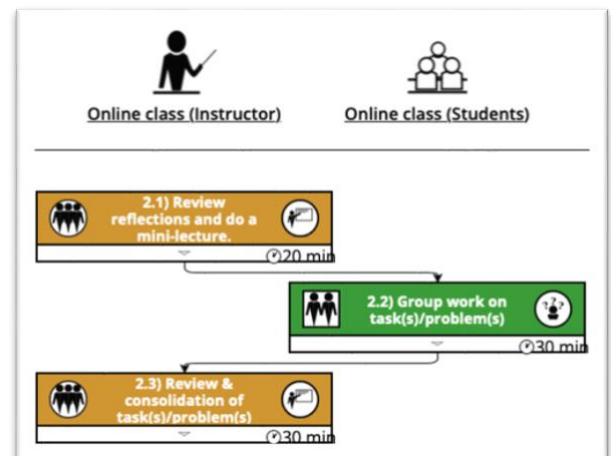 Online class (Instructor)
Online class (Students)
2.1) Review
reflections and do a
mini-lecture.
20 min
2.2) Group work on
task(s)/problem(s)
30 min
2.3) Review &
consolidation of
task(s)/problem(s)
30 min